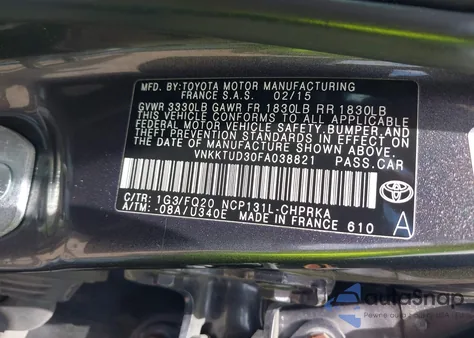 MFD. BY:TOYOTA MOTOR MANUFACTURING
FRANCE S.A.S. 02/15
GVWR 3330LB GAWR FR 1830LB RR 1830LB
THIS VEHICLE CONFORMS TO ALL APPLICABLE
FEDERAL MOTOR VEHICLE SAFETY,BUMPER,AND
THEFT PREVENTION STANDARDS IN EFFECT ON
THE DATE OF MANUFACTURE SHOWN ABOVE.
VNKKTUD30FA038821 PASS.CAR
C/TR: 1G3/FQ20 NCP131L-CHPRKA
A/TM: -08A/U340E MADE IN FRANCE 610
A
TOYOTA
AutoSnap